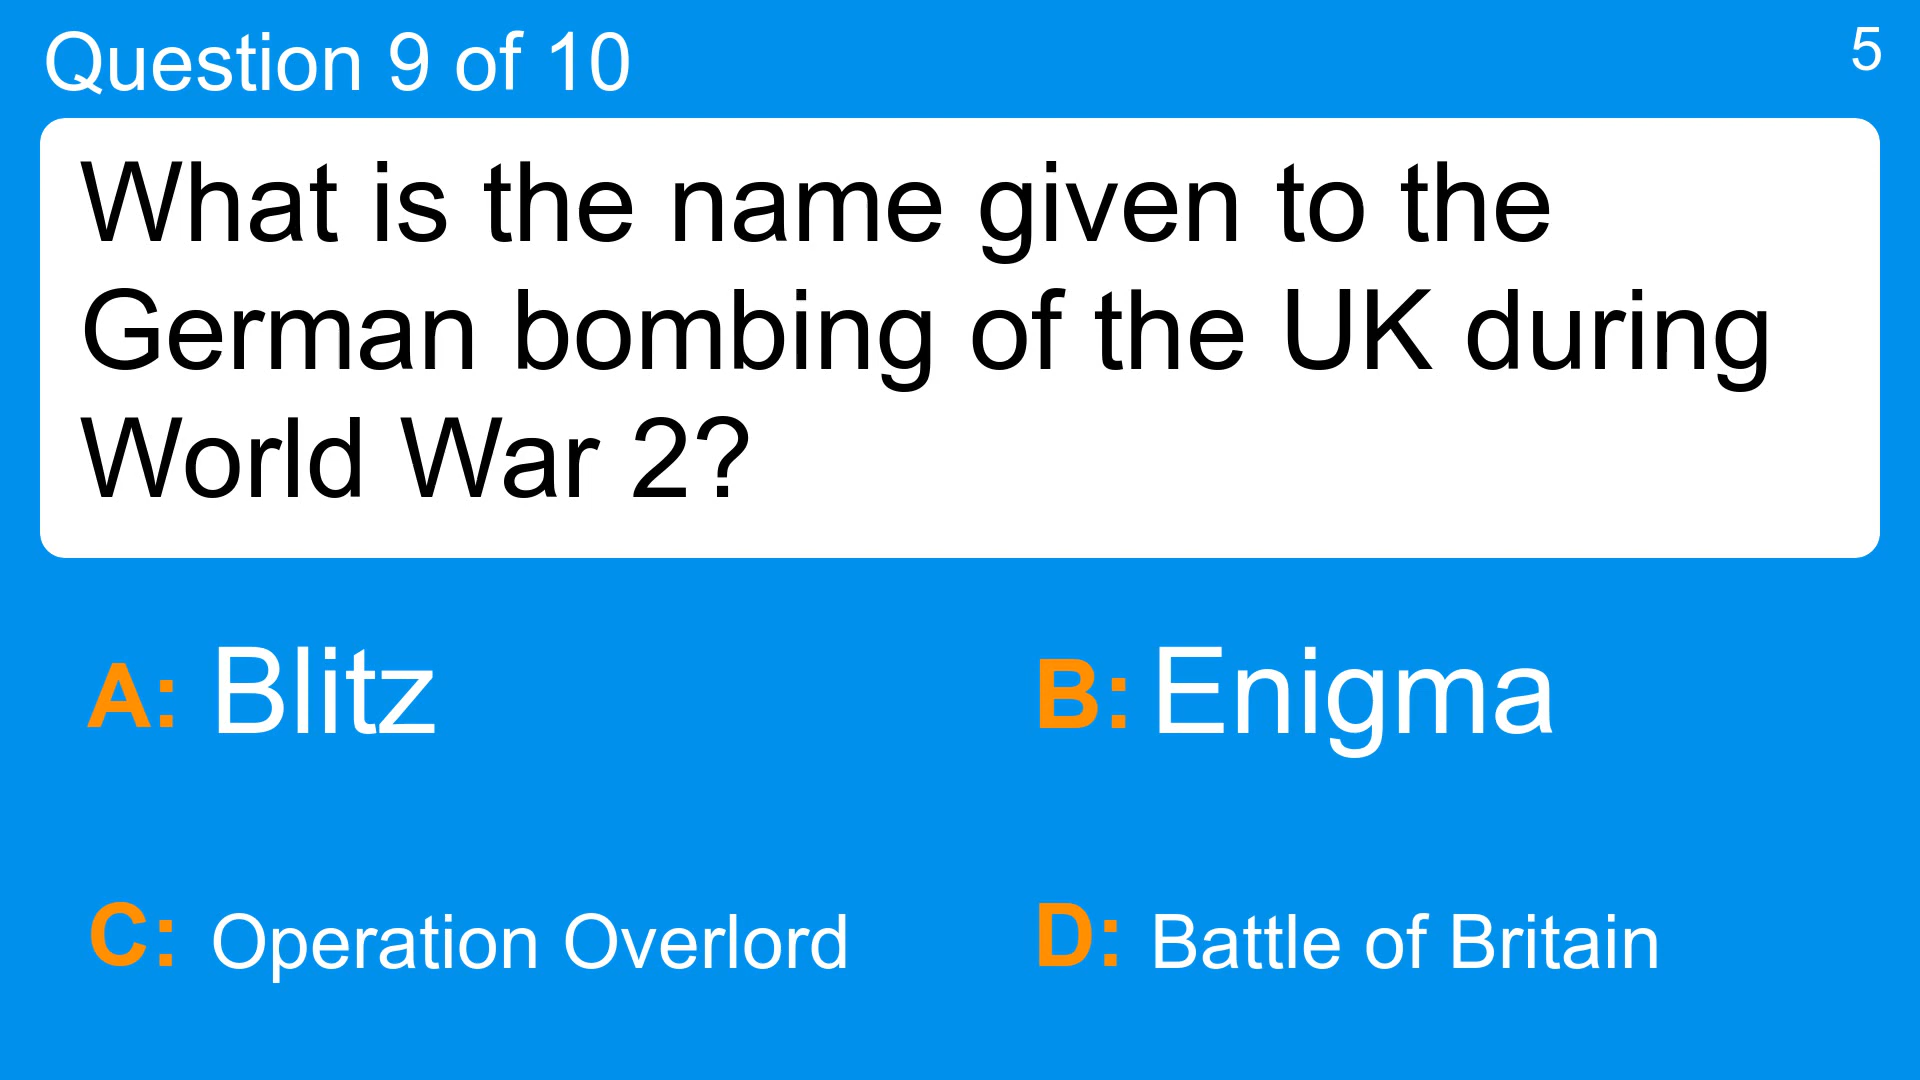 Question 9 of 10
5
What is the name given to the
German bombing of the UK during
World War 2?
A: Blitz
B: Enigma
C: Operation Overlord
D: Battle of Britain